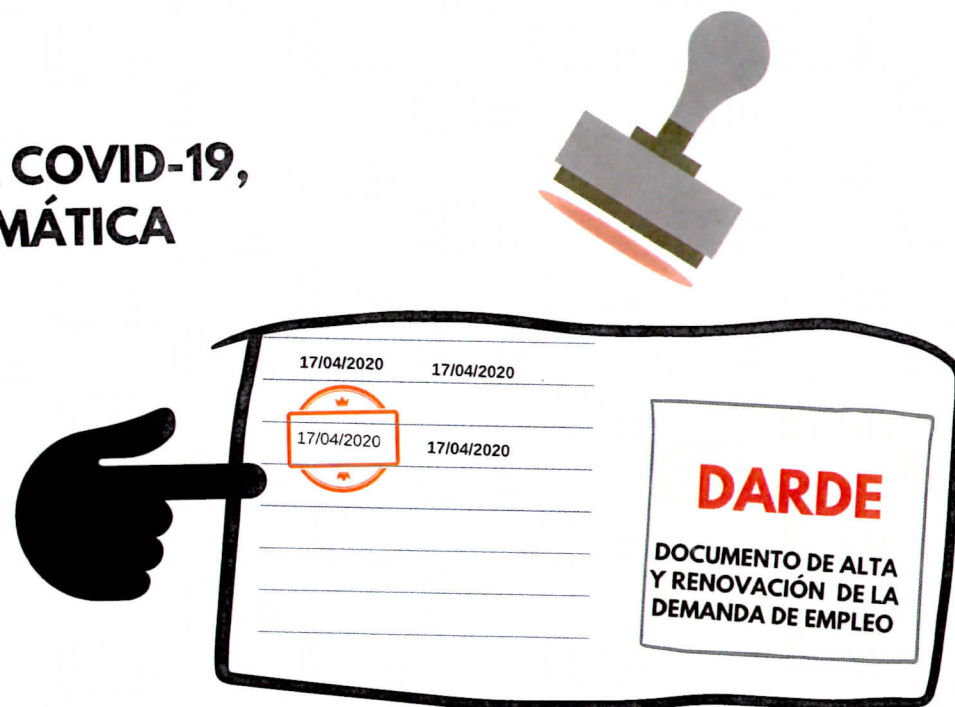 COVID-19,
MÁTICA
17/04/2020 17/04/2020
17/04/2020 17/04/2020
DARDE
DOCUMENTO DE ALTA
Y RENOVACIÓN DE LA
DEMANDA DE EMPLEO